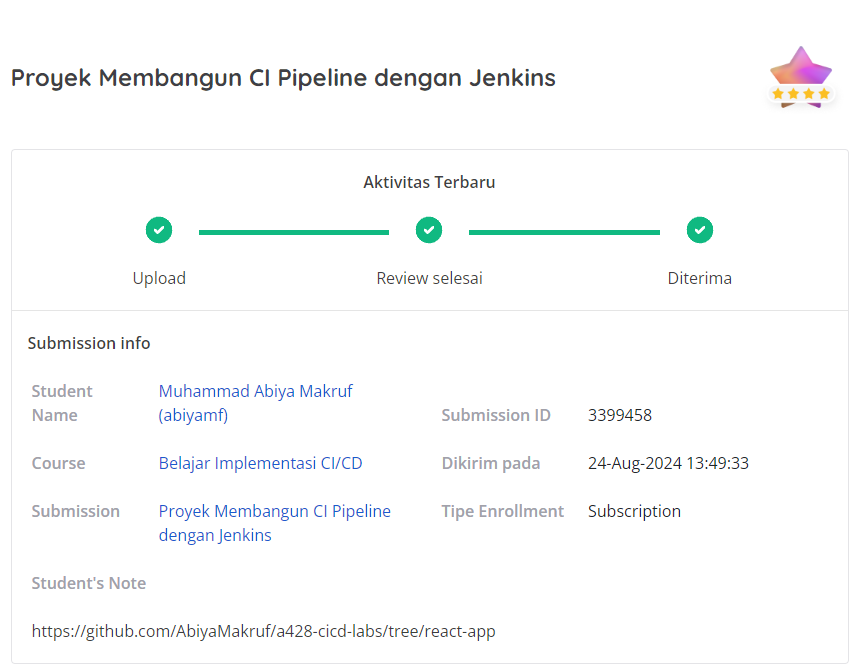 Proyek Membangun CI Pipeline dengan Jenkins
Aktivitas Terbaru
Upload
Review selesai
Diterima
Submission info
Student Name
Muhammad Abiya Makruf (abiyamf)
Submission ID
3399458
Course
Belajar Implementasi CI/CD
Dikirim pada
24-Aug-2024 13:49:33
Submission
Proyek Membangun CI Pipeline dengan Jenkins
Tipe Enrollment
Subscription
Student's Note
https://github.com/AbiyaMakruf/a428-cicd-labs/tree/react-app